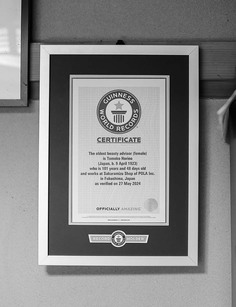 GUINNESS
WORLD RECORDS
CERTIFICATE
The oldest beauty advisor (female)
is Tomoko Horino
(Japan, b. 9 April 1923)
who is 101 years and 48 days old
and works at Sakuramizu Shop of POLA Inc.
in Fukushima, Japan
as verified on 27 May 2024
OFFICIALLY AMAZING